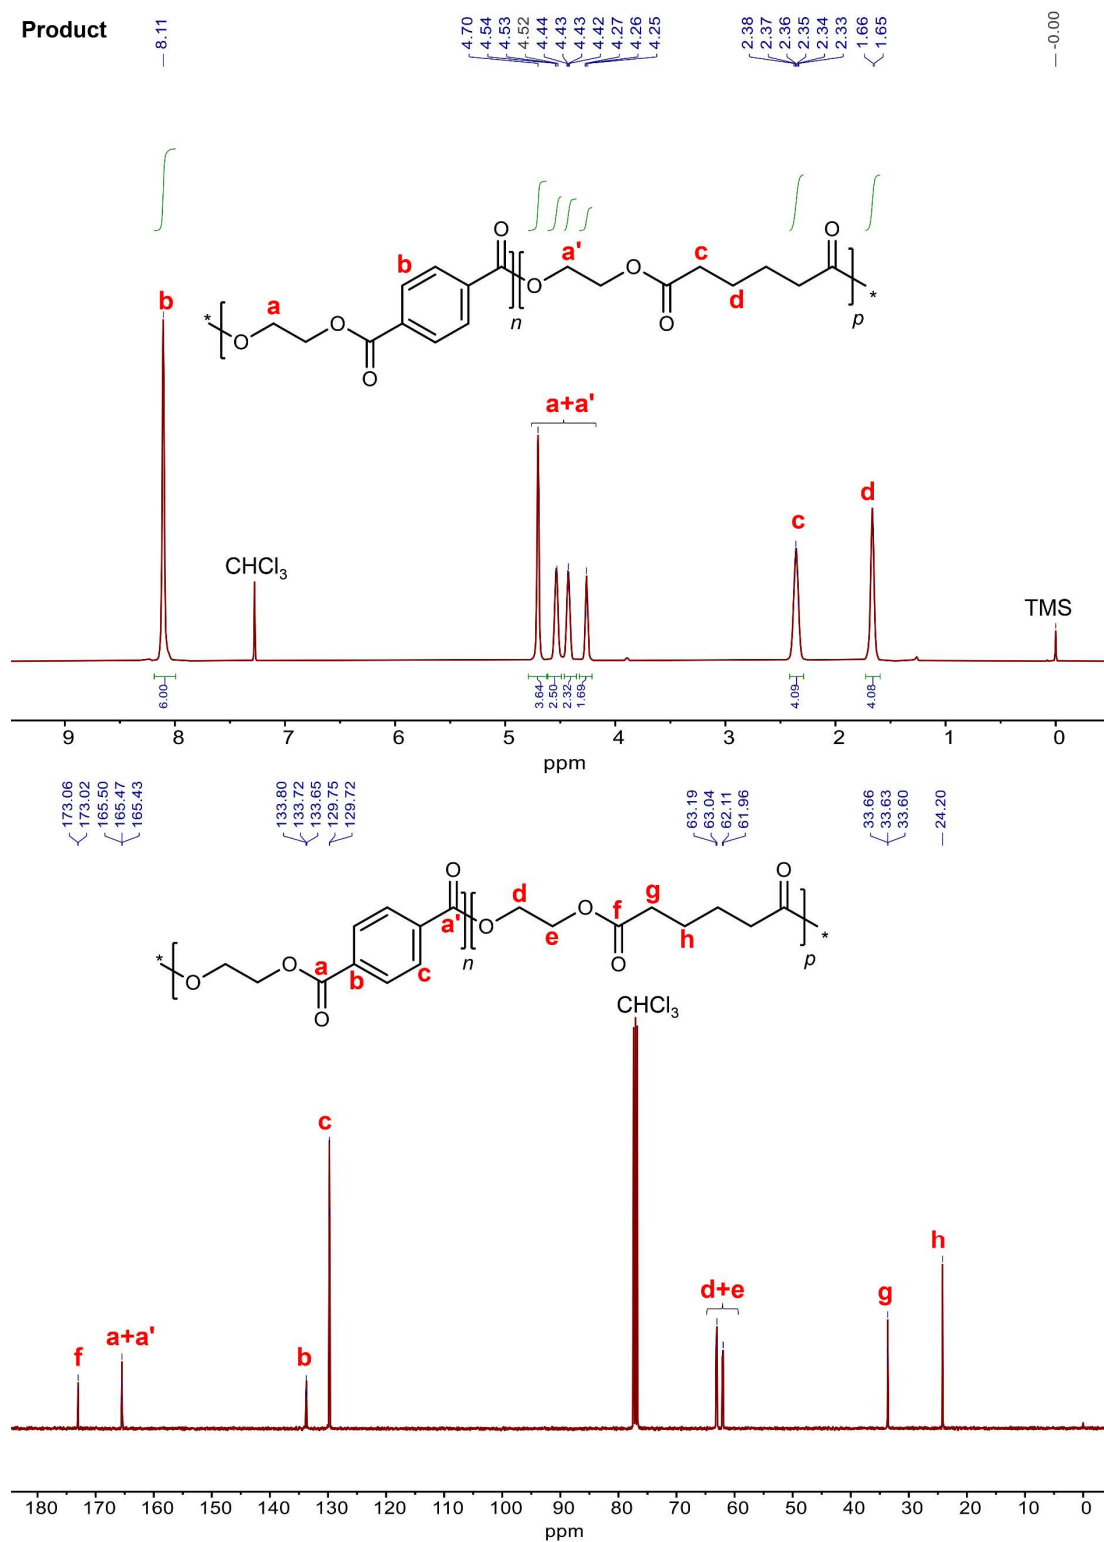 Product
8.11
4.70
4.54
4.53
4.52
4.44
4.43
4.43
4.42
4.27
4.26
4.25
2.38
2.37
2.36
2.35
2.34
2.33
1.66
1.65
-0.00
O
b
O
a'
O
c
O
b
a
O
O
n
O
d
O
p
*
*
O
a+a'
CHCl3
c
d
TMS
6.00
3.64
2.50
2.32
1.69
4.09
4.08
9 8 7 6 5 4 3 2 1 0
ppm
173.06
173.02
165.50
165.47
165.43
133.80
133.72
133.65
129.75
129.72
63.19
63.04
62.11
61.96
33.66
33.63
33.60
24.20
O
d
O
g
O
a'
O
e
f
h
*
O
O
a
b
c
n
O
p
*
O
CHCl3
c
h
d+e
g
f
a+a'
b
180 170 160 150 140 130 120 110 100 90 80 70 60 50 40 30 20 10 0
ppm